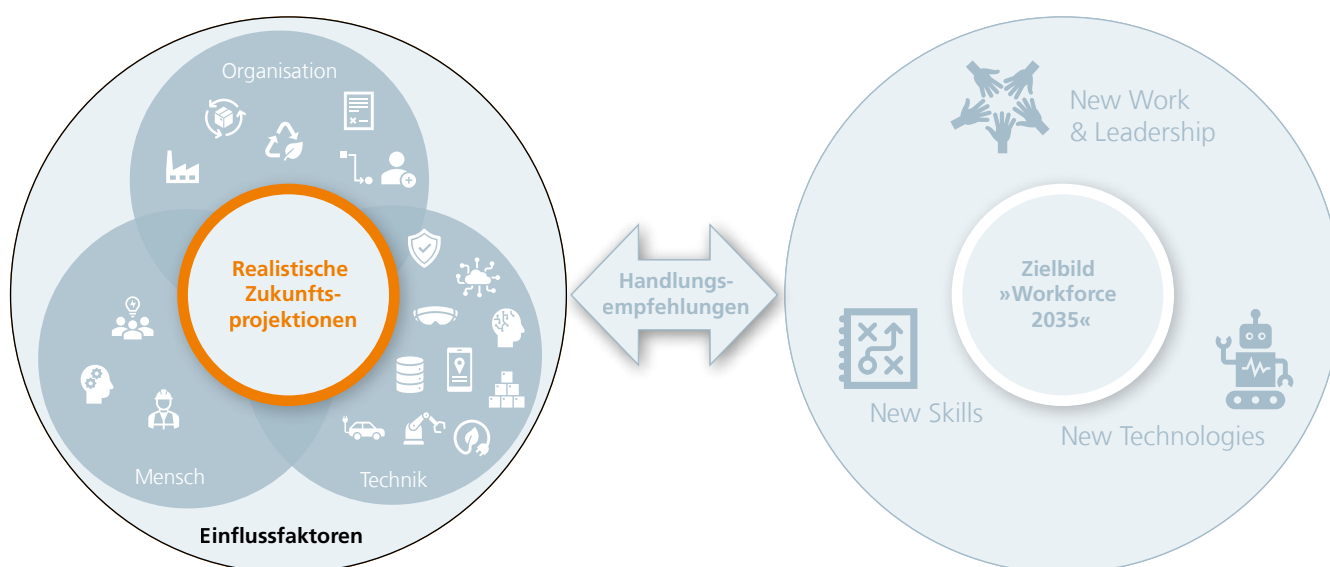 Organisation
Realistische
Zukunfts-
projektionen
Mensch
Technik
Einflussfaktoren
Handlungs-
empfehlungen
New Work
& Leadership
Zielbild
»Workforce
2035«
New Skills
New Technologies